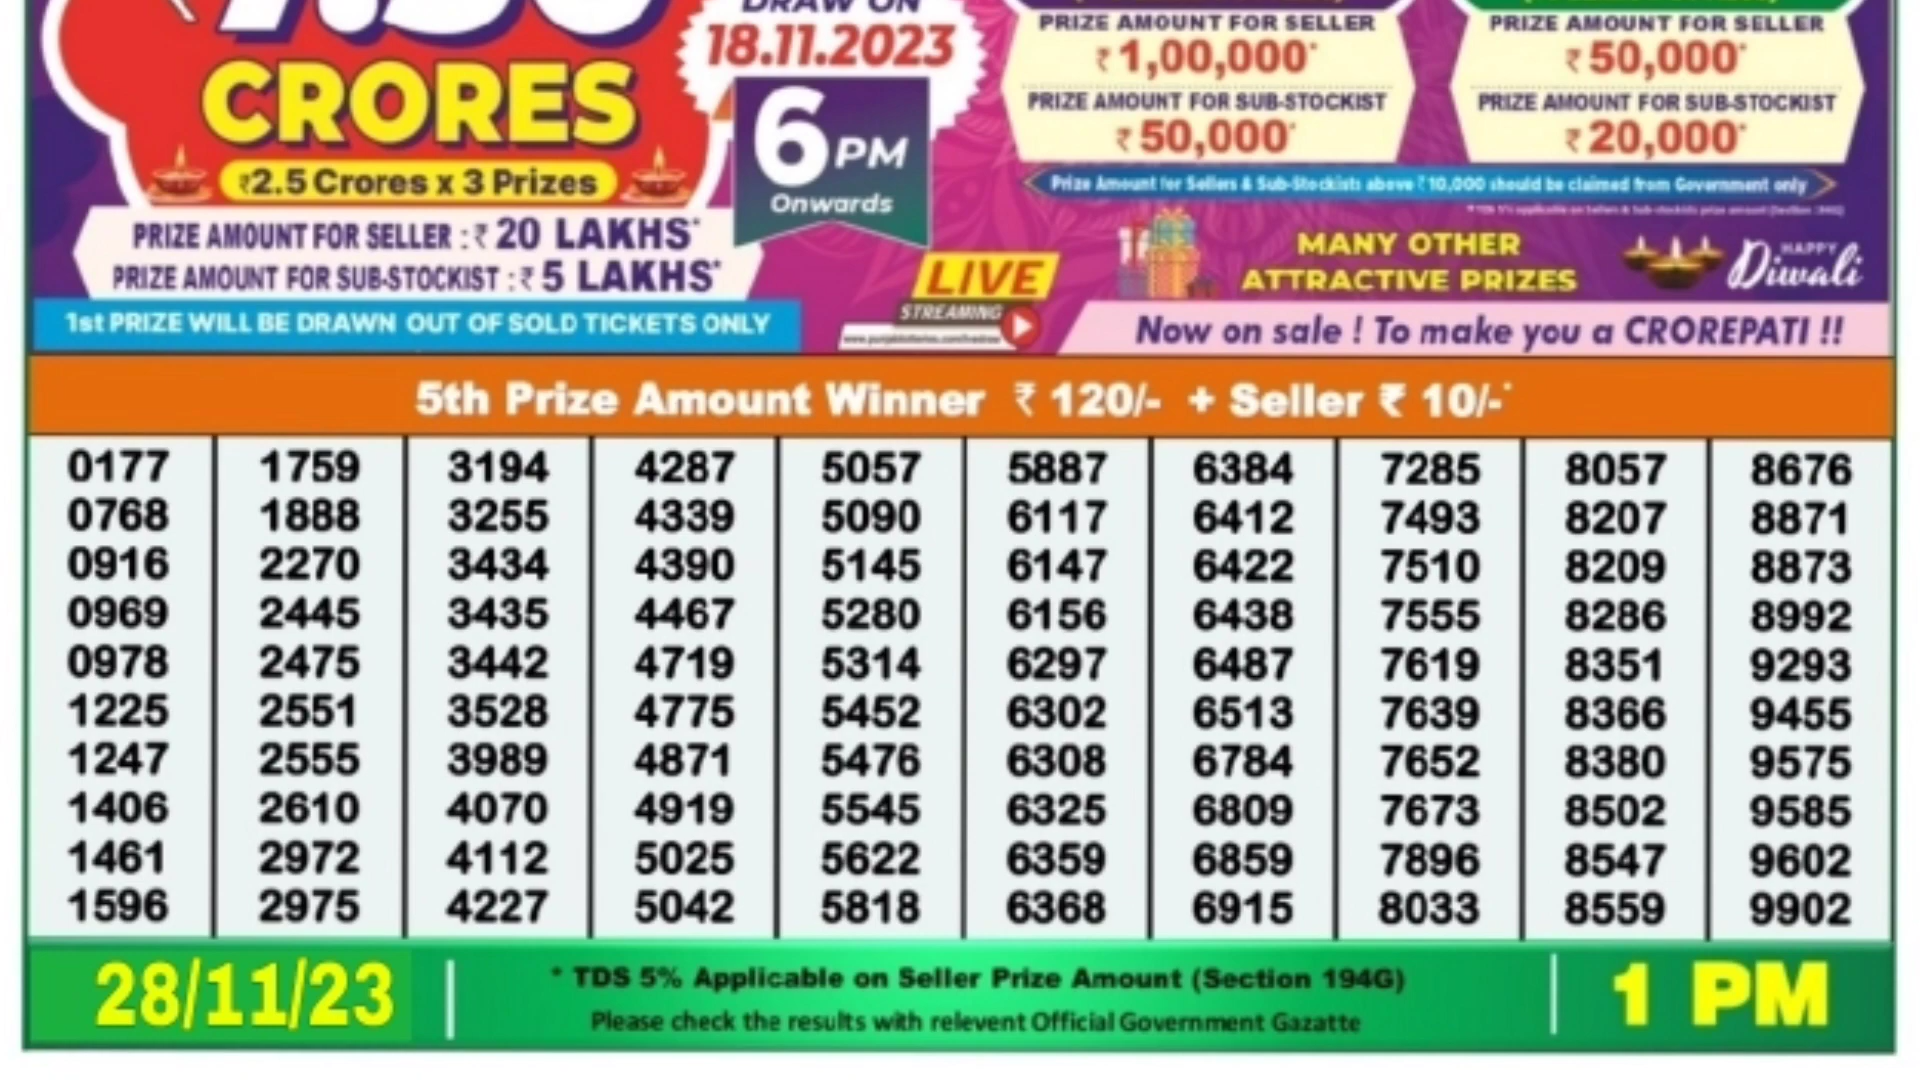 7.50
CRORES
₹2.5 Crores x 3 Prizes
PRIZE AMOUNT FOR SELLER : ₹ 20 LAKHS*
PRIZE AMOUNT FOR SUB-STOCKIST : ₹ 5 LAKHS*
1st PRIZE WILL BE DRAWN OUT OF SOLD TICKETS ONLY
DRAW ON
18.11.2023
6 PM
Onwards
LIVE
STREAMING
PRIZE AMOUNT FOR SELLER
₹ 1,00,000*
PRIZE AMOUNT FOR SUB-STOCKIST
₹ 50,000*
PRIZE AMOUNT FOR SELLER
₹ 50,000*
PRIZE AMOUNT FOR SUB-STOCKIST
₹ 20,000*
Prize Amount for Sellers & Sub-Stockists above ₹ 10,000 should be claimed from Government only
MANY OTHER
ATTRACTIVE PRIZES
HAPPY
Diwali
Now on sale ! To make you a CROREPATI !!
5th Prize Amount Winner ₹ 120/- + Seller ₹ 10/-*
0177 1759 3194 4287 5057 5887 6384 7285 8057 8676
0768 1888 3255 4339 5090 6117 6412 7493 8207 8871
0916 2270 3434 4390 5145 6147 6422 7510 8209 8873
0969 2445 3435 4467 5280 6156 6438 7555 8286 8992
0978 2475 3442 4719 5314 6297 6487 7619 8351 9293
1225 2551 3528 4775 5452 6302 6513 7639 8366 9455
1247 2555 3989 4871 5476 6308 6784 7652 8380 9575
1406 2610 4070 4919 5545 6325 6809 7673 8502 9585
1461 2972 4112 5025 5622 6359 6859 7896 8547 9602
1596 2975 4227 5042 5818 6368 6915 8033 8559 9902
28/11/23
* TDS 5% Applicable on Seller Prize Amount (Section 194G)
Please check the results with relevent Official Government Gazatte
1 PM